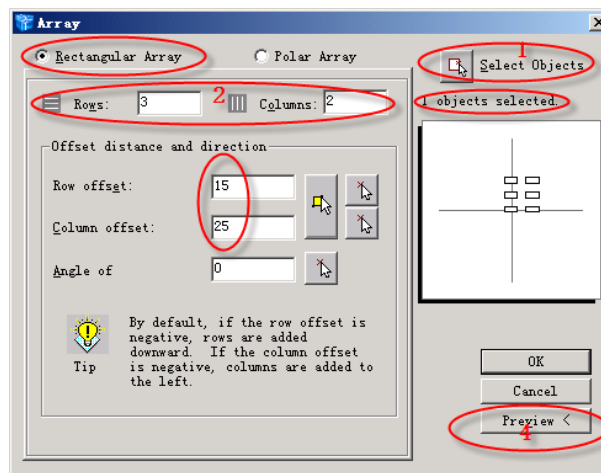 Array
Rectangular Array
Polar Array
1
Select Objects
1 objects selected.
Rows: 3
2
Columns: 2
Offset distance and direction
Row offset: 15
Column offset: 25
Angle of 0
By default, if the row offset is
negative, rows are added
downward. If the column offset
is negative, columns are added to
the left.
Tip
OK
Cancel
Preview <
4